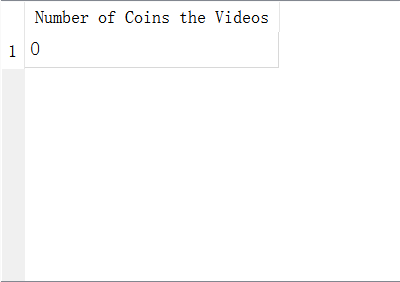 Number of Coins the Videos
1 0